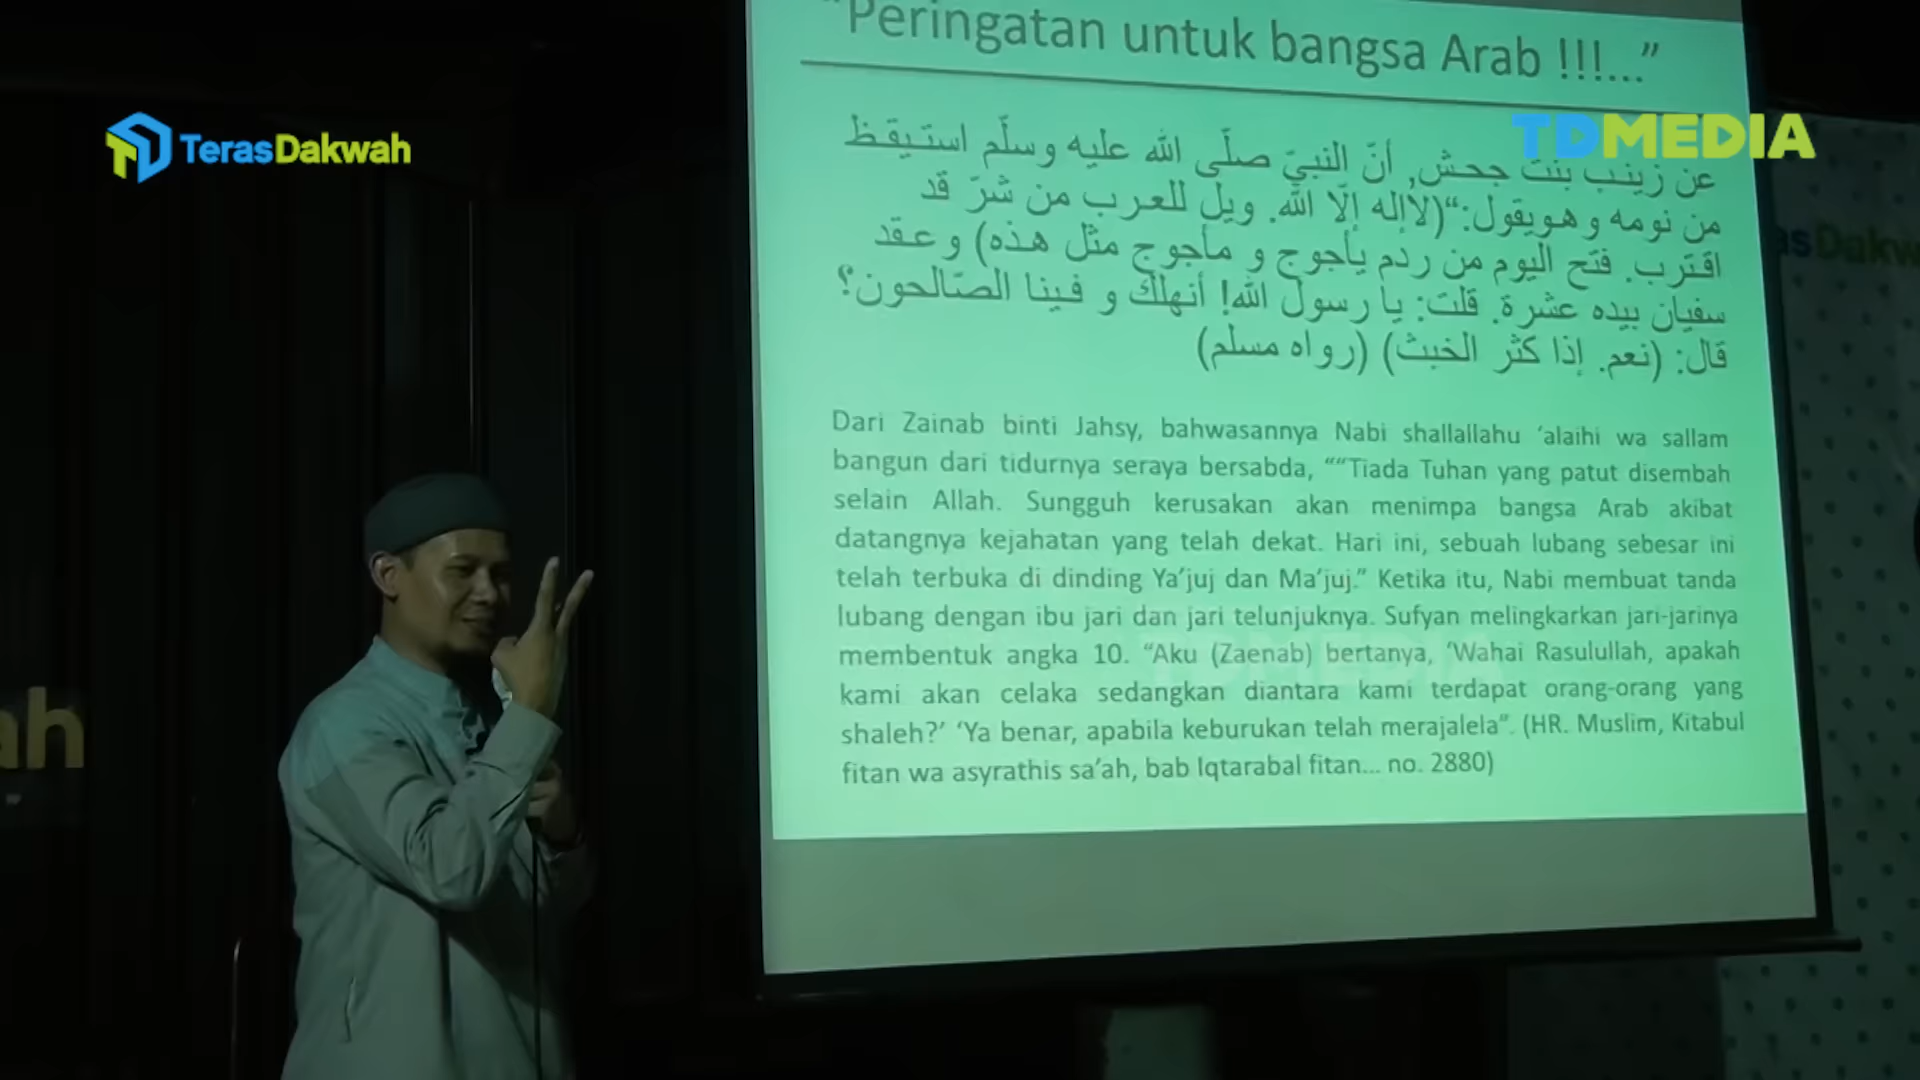 "Peringatan untuk bangsa Arab !!!..."
TerasDakwah
TDMEDIA
عن زينب بنت جحش, أنّ النبيّ صلّى الله عليه وسلّم استيقظ
من نومه وهويقول:“(لاإله إلاّ الله. ويل للعرب من شرّ قد
اقترب. فتح اليوم من ردم يأجوج و مأجوج مثل هذه) وعقد
سفيان بيده عشرة. قلت: يا رسول الله! أنهلك و فينا الصّالحون؟
قال: (نعم. إذا كثر الخبث) (رواه مسلم)
Dari Zainab binti Jahsy, bahwasannya Nabi shallallahu 'alaihi wa sallam
bangun dari tidurnya seraya bersabda, ""Tiada Tuhan yang patut disembah
selain Allah. Sungguh kerusakan akan menimpa bangsa Arab akibat
datangnya kejahatan yang telah dekat. Hari ini, sebuah lubang sebesar ini
telah terbuka di dinding Ya'juj dan Ma'juj." Ketika itu, Nabi membuat tanda
lubang dengan ibu jari dan jari telunjuknya. Sufyan melingkarkan jari-jarinya
membentuk angka 10. "Aku (Zaenab) bertanya, 'Wahai Rasulullah, apakah
kami akan celaka sedangkan diantara kami terdapat orang-orang yang
shaleh?' 'Ya benar, apabila keburukan telah merajalela". (HR. Muslim, Kitabul
fitan wa asyrathis sa'ah, bab Iqtarabal fitan... no. 2880)
TDMEDIA
ah